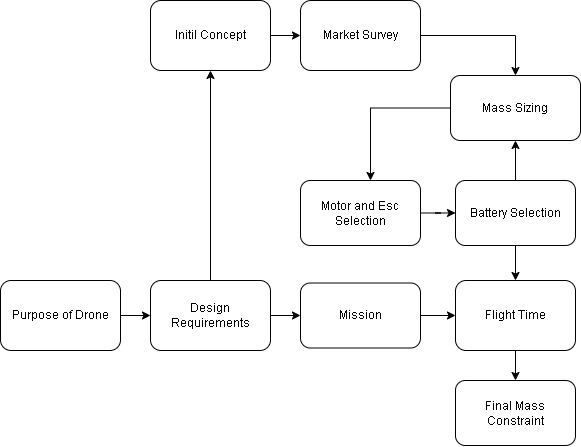 Initil Concept
Market Survey
Mass Sizing
Motor and Esc
Selection
Battery Selection
Purpose of Drone
Design
Requirements
Mission
Flight Time
Final Mass
Constraint